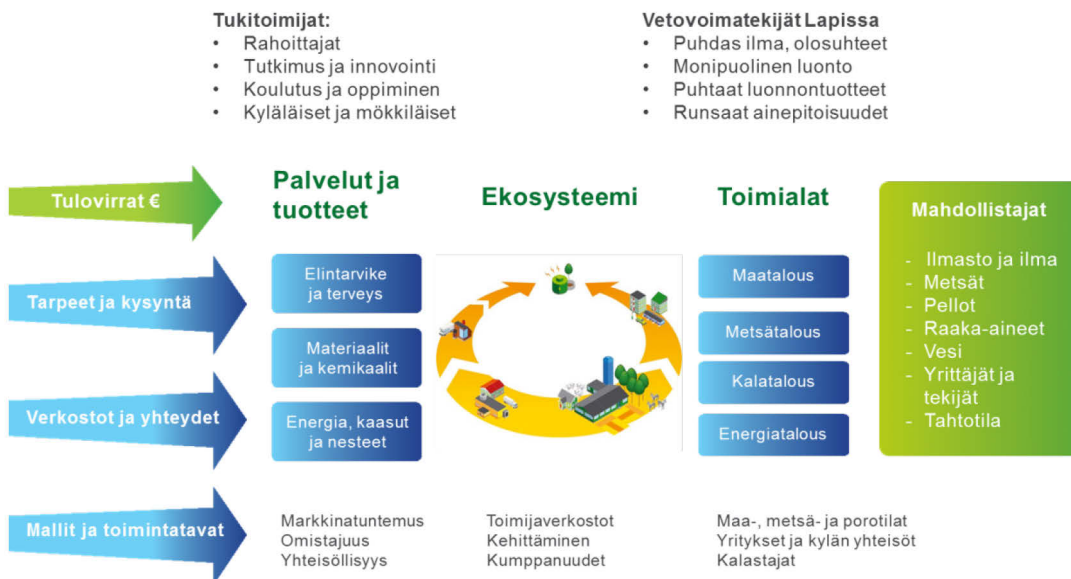 Tukitoimijat:
• Rahoittajat
• Tutkimus ja innovointi
• Koulutus ja oppiminen
• Kyläläiset ja mökkiläiset
Vetovoimatekijät Lapissa
• Puhdas ilma, olosuhteet
• Monipuolinen luonto
• Puhtaat luonnontuotteet
• Runsaat ainepitoisuudet
Tulovirrat €
Tarpeet ja kysyntä
Verkostot ja yhteydet
Mallit ja toimintatavat
Palvelut ja
tuotteet
Elintarvike
ja terveys
Materiaalit
ja kemikaalit
Energia, kaasut
ja nesteet
Markkinatuntemus
Omistajuus
Yhteisöllisyys
Ekosysteemi
Toimijaverkostot
Kehittäminen
Kumppanuudet
Toimialat
Maatalous
Metsätalous
Kalatalous
Energiatalous
Maa-, metsä- ja porotilat
Yritykset ja kylän yhteisöt
Kalastajat
Mahdollistajat
- Ilmasto ja ilma
- Metsät
- Pellot
- Raaka-aineet
- Vesi
- Yrittäjät ja
tekijät
- Tahtotila